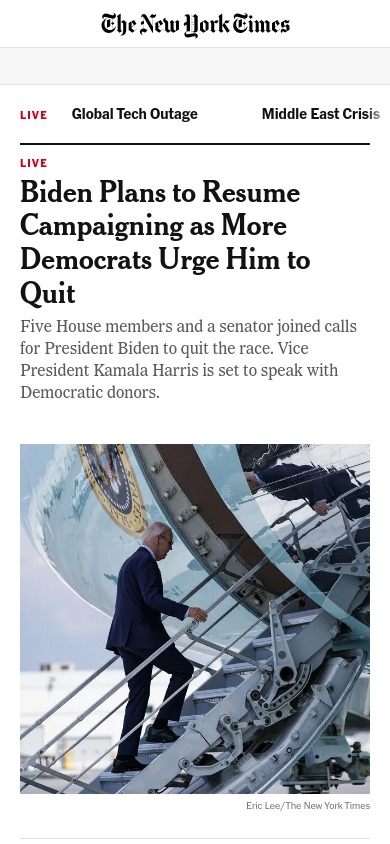 The New York Times
LIVE Global Tech Outage Middle East Crisis
LIVE
Biden Plans to Resume
Campaigning as More
Democrats Urge Him to
Quit
Five House members and a senator joined calls
for President Biden to quit the race. Vice
President Kamala Harris is set to speak with
Democratic donors.
Eric Lee/The New York Times